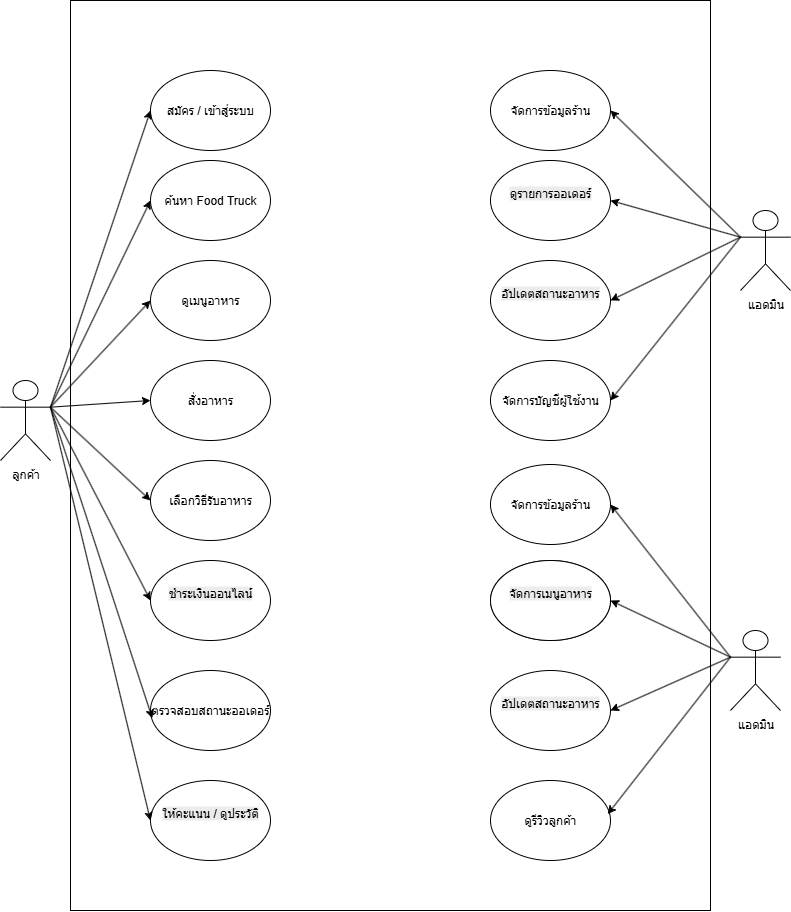 สมัคร / เข้าสู่ระบบ
ค้นหา Food Truck
ดูเมนูอาหาร
สั่งอาหาร
เลือกวิธีรับอาหาร
ชำระเงินออนไลน์
ตรวจสอบสถานะออเดอร์
ให้คะแนน / ดูประวัติ
ลูกค้า
จัดการข้อมูลร้าน
ดูรายการออเดอร์
อัปเดตสถานะอาหาร
จัดการบัญชีผู้ใช้งาน
แอดมิน
จัดการข้อมูลร้าน
จัดการเมนูอาหาร
อัปเดตสถานะอาหาร
ดูรีวิวลูกค้า
แอดมิน